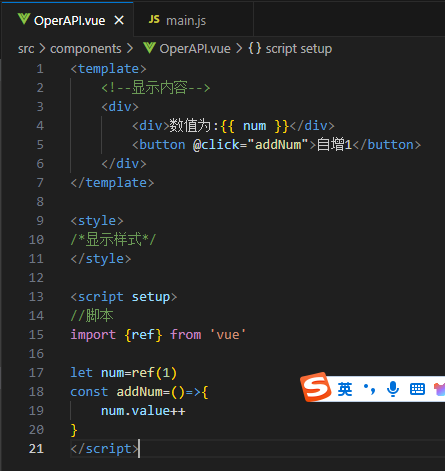 OperAPI.vue × JS main.js
src > components > OperAPI.vue > {} script setup
1 <template>
2 <!--显示内容-->
3 <div>
4 <div>数值为:{{ num }}</div>
5 <button @click="addNum">自增1</button>
6 </div>
7 </template>
8
9 <style>
10 /*显示样式*/
11 </style>
12
13 <script setup>
14 //脚本
15 import {ref} from 'vue'
16
17 let num=ref(1)
18 const addNum=()=>{
19 num.value++
20 }
21 </script>
S 英